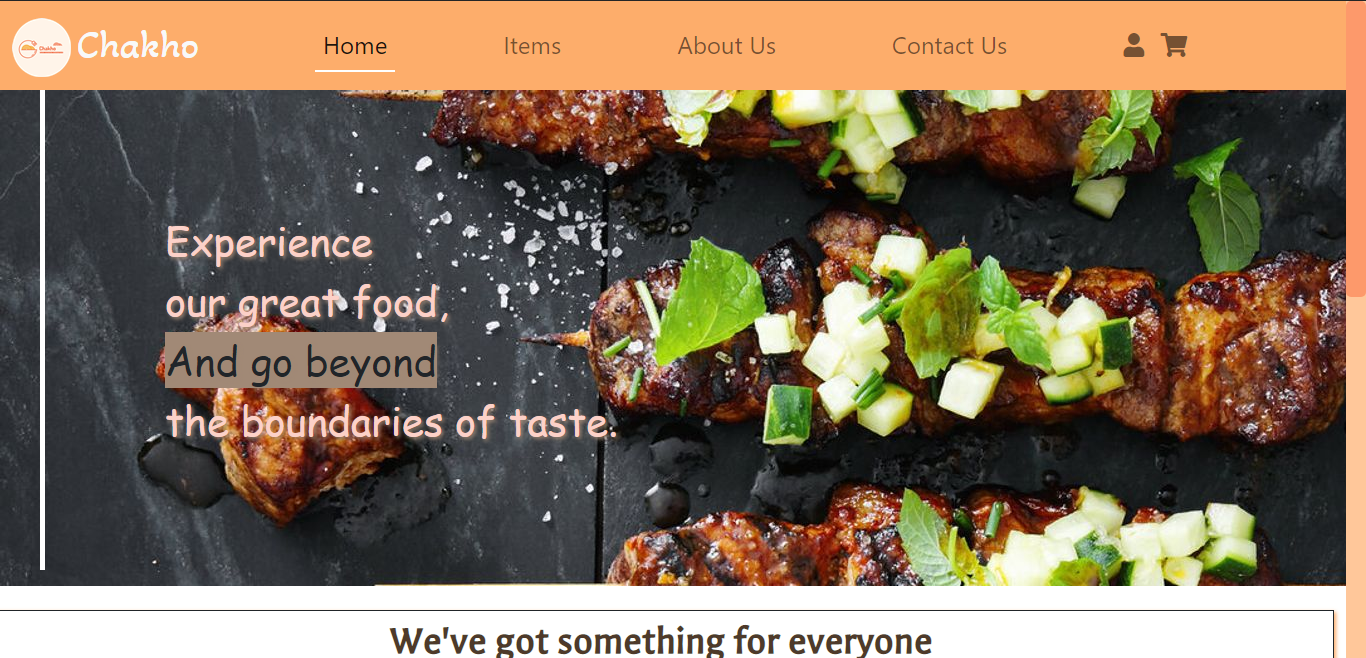 Chakho
Chakho
Home
Items
About Us
Contact Us
Experience
our great food,
And go beyond
the boundaries of taste.
We've got something for everyone